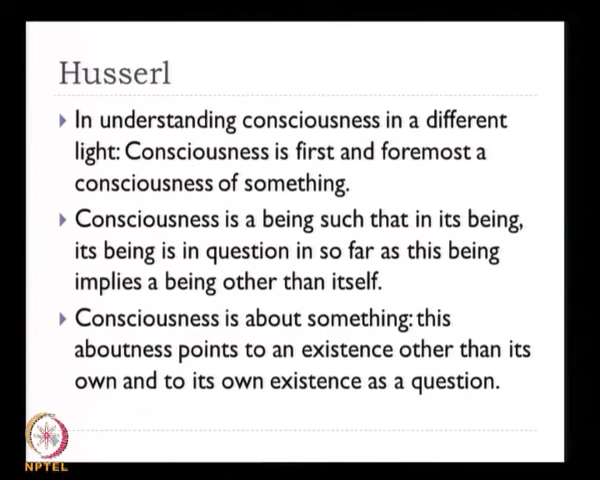 Husserl
In understanding consciousness in a different
light: Consciousness is first and foremost a
consciousness of something.
Consciousness is a being such that in its being,
its being is in question in so far as this being
implies a being other than itself.
Consciousness is about something: this
aboutness points to an existence other than its
own and to its own existence as a question.
NPTEL